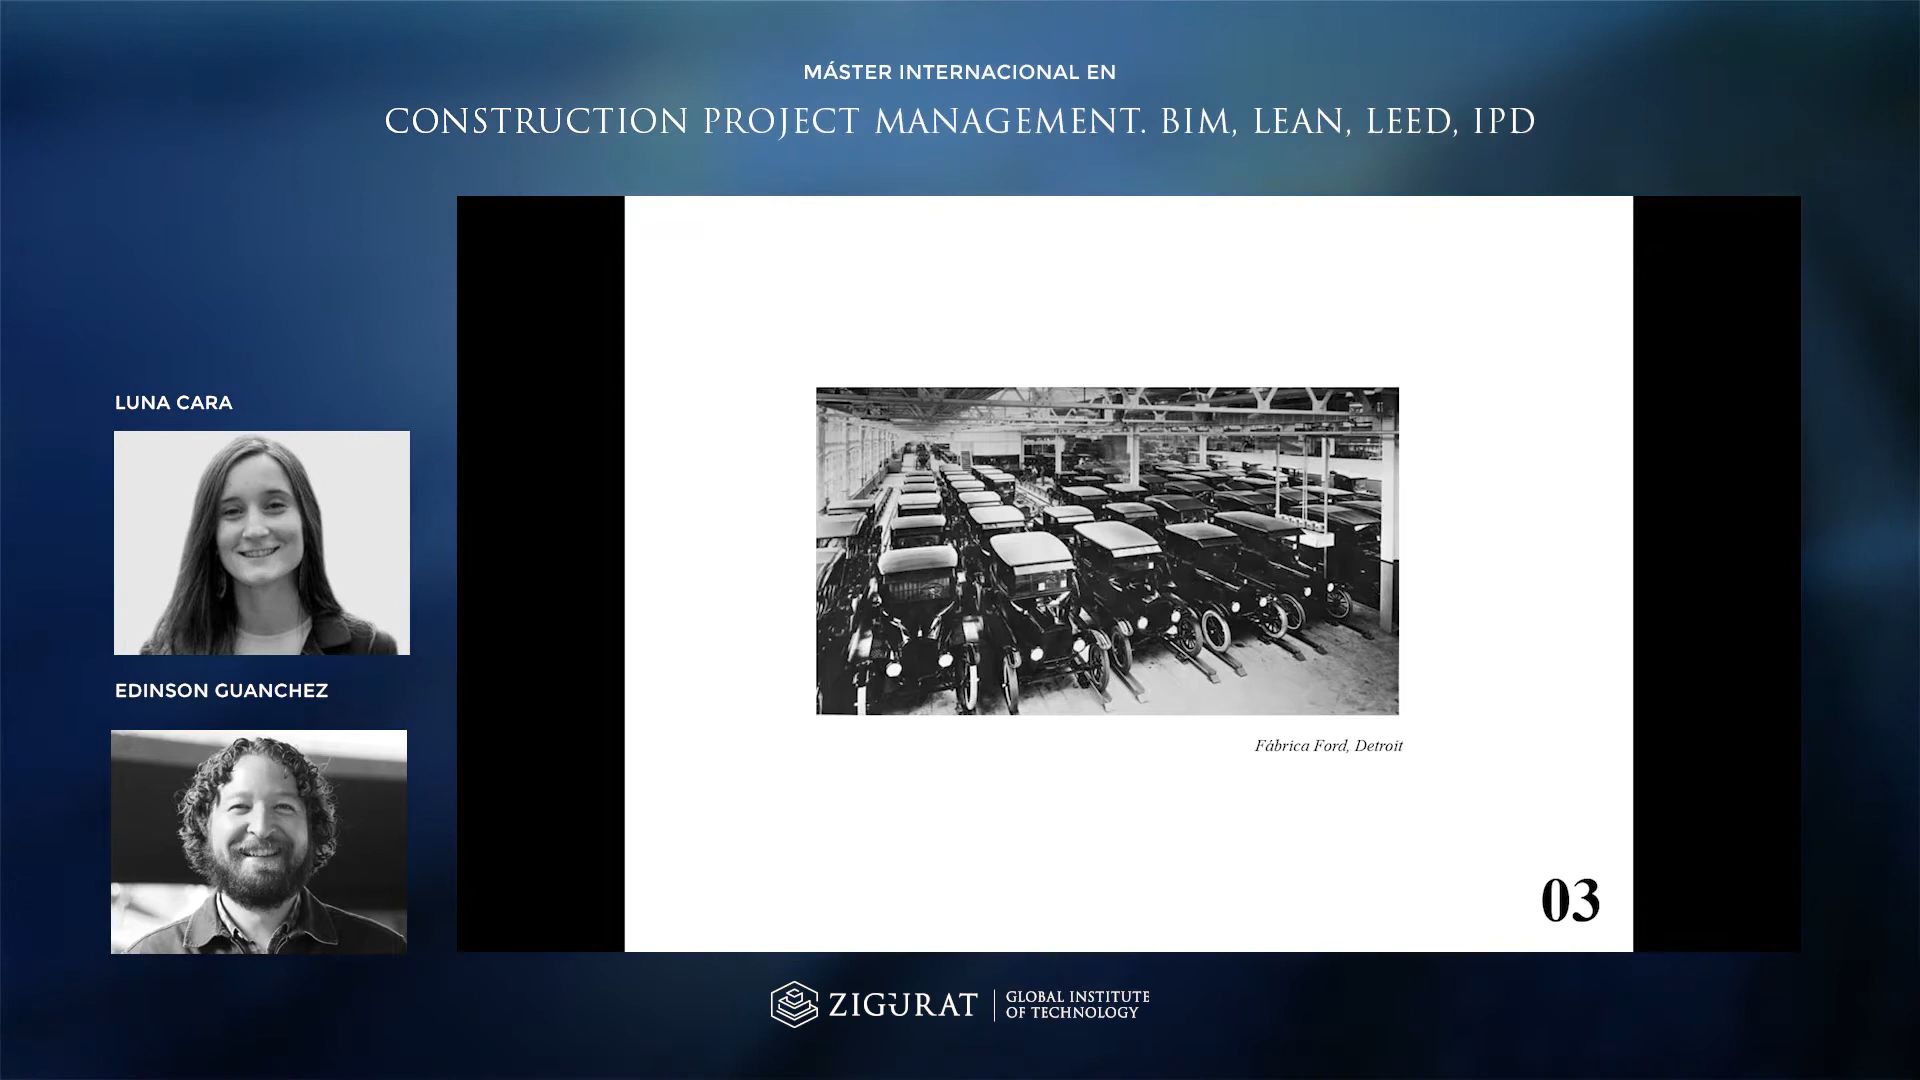 MÁSTER INTERNACIONAL EN
CONSTRUCTION PROJECT MANAGEMENT. BIM, LEAN, LEED, IPD
LUNA CARA
EDINSON GUANCHEZ
Fábrica Ford, Detroit
03
ZIGURAT
GLOBAL INSTITUTE
OF TECHNOLOGY